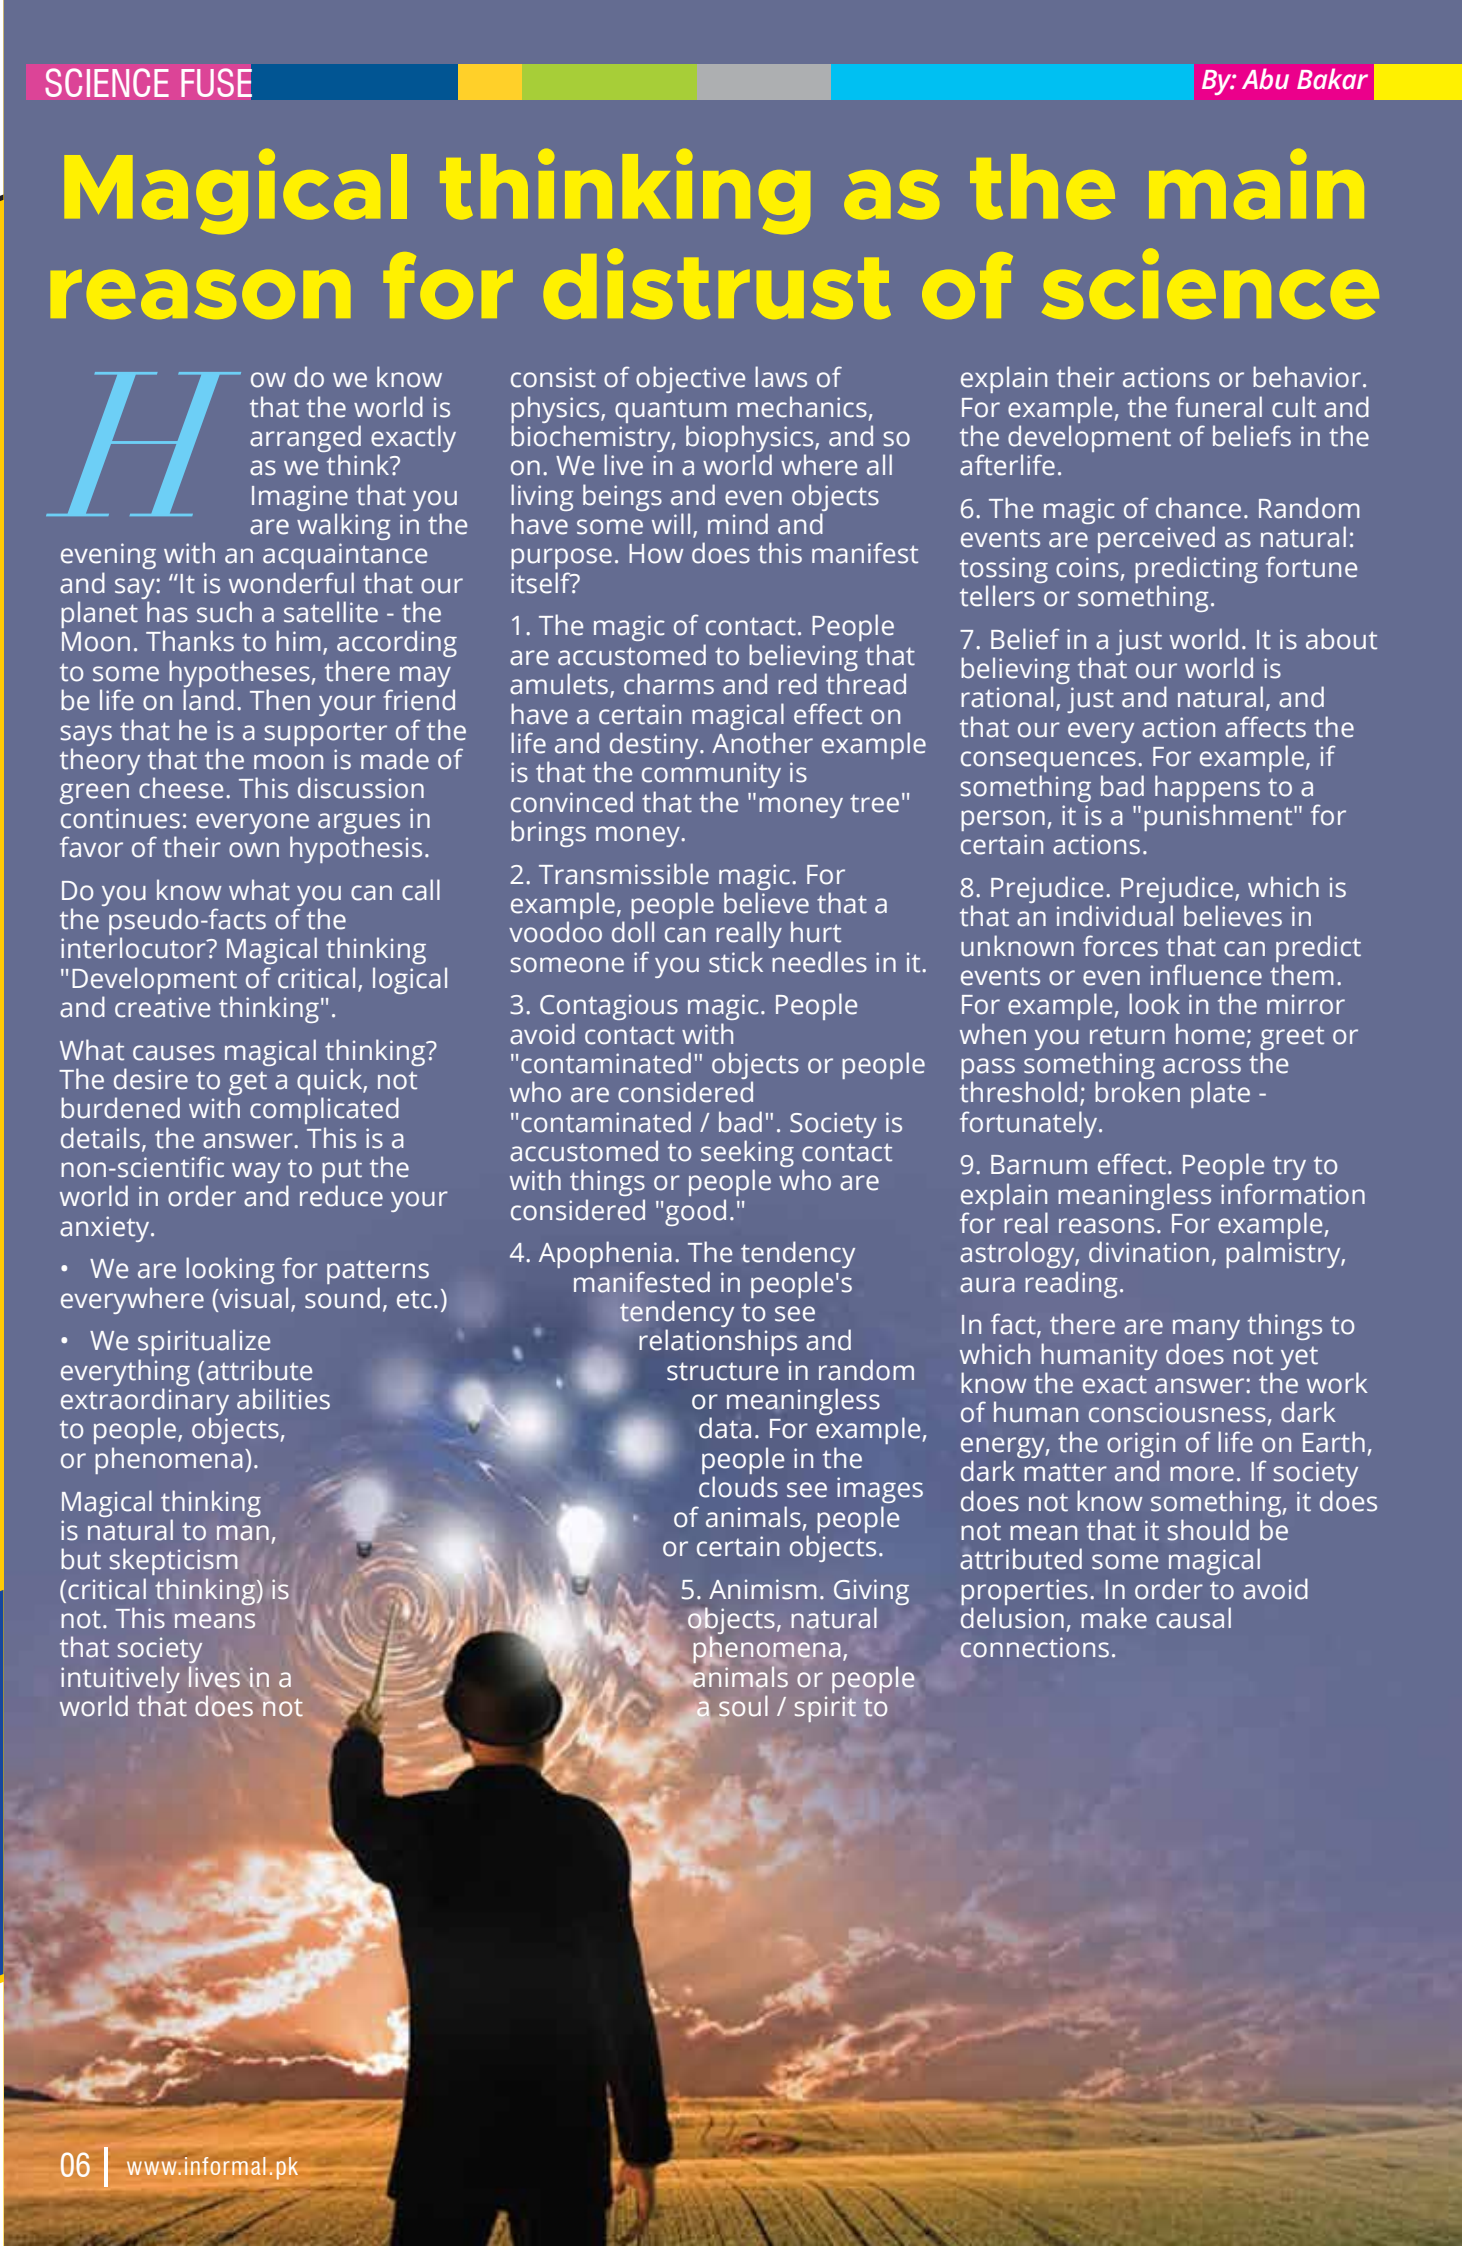 SCIENCE FUSE
By: Abu Bakar
Magical thinking as the main
reason for distrust of science
How do we know
that the world is
arranged exactly
as we think?
Imagine that you
are walking in the
evening with an acquaintance
and say: “It is wonderful that our
planet has such a satellite - the
Moon. Thanks to him, according
to some hypotheses, there may
be life on land. Then your friend
says that he is a supporter of the
theory that the moon is made of
green cheese. This discussion
continues: everyone argues in
favor of their own hypothesis.
Do you know what you can call
the pseudo-facts of the
interlocutor? Magical thinking
"Development of critical, logical
and creative thinking".
What causes magical thinking?
The desire to get a quick, not
burdened with complicated
details, the answer. This is a
non-scientific way to put the
world in order and reduce your
anxiety.
• We are looking for patterns
everywhere (visual, sound, etc.)
• We spiritualize
everything (attribute
extraordinary abilities
to people, objects,
or phenomena).
Magical thinking
is natural to man,
but skepticism
(critical thinking) is
not. This means
that society
intuitively lives in a
world that does not
consist of objective laws of
physics, quantum mechanics,
biochemistry, biophysics, and so
on. We live in a world where all
living beings and even objects
have some will, mind and
purpose. How does this manifest
itself?
1. The magic of contact. People
are accustomed to believing that
amulets, charms and red thread
have a certain magical effect on
life and destiny. Another example
is that the community is
convinced that the "money tree"
brings money.
2. Transmissible magic. For
example, people believe that a
voodoo doll can really hurt
someone if you stick needles in it.
3. Contagious magic. People
avoid contact with
"contaminated" objects or people
who are considered
"contaminated / bad". Society is
accustomed to seeking contact
with things or people who are
considered "good."
4. Apophenia. The tendency
manifested in people's
tendency to see
relationships and
structure in random
or meaningless
data. For example,
people in the
clouds see images
of animals, people
or certain objects.
5. Animism. Giving
objects, natural
phenomena,
animals or people
a soul / spirit to
explain their actions or behavior.
For example, the funeral cult and
the development of beliefs in the
afterlife.
6. The magic of chance. Random
events are perceived as natural:
tossing coins, predicting fortune
tellers or something.
7. Belief in a just world. It is about
believing that our world is
rational, just and natural, and
that our every action affects the
consequences. For example, if
something bad happens to a
person, it is a "punishment" for
certain actions.
8. Prejudice. Prejudice, which is
that an individual believes in
unknown forces that can predict
events or even influence them.
For example, look in the mirror
when you return home; greet or
pass something across the
threshold; broken plate -
fortunately.
9. Barnum effect. People try to
explain meaningless information
for real reasons. For example,
astrology, divination, palmistry,
aura reading.
In fact, there are many things to
which humanity does not yet
know the exact answer: the work
of human consciousness, dark
energy, the origin of life on Earth,
dark matter and more. If society
does not know something, it does
not mean that it should be
attributed some magical
properties. In order to avoid
delusion, make causal
connections.
06 www.informal.pk